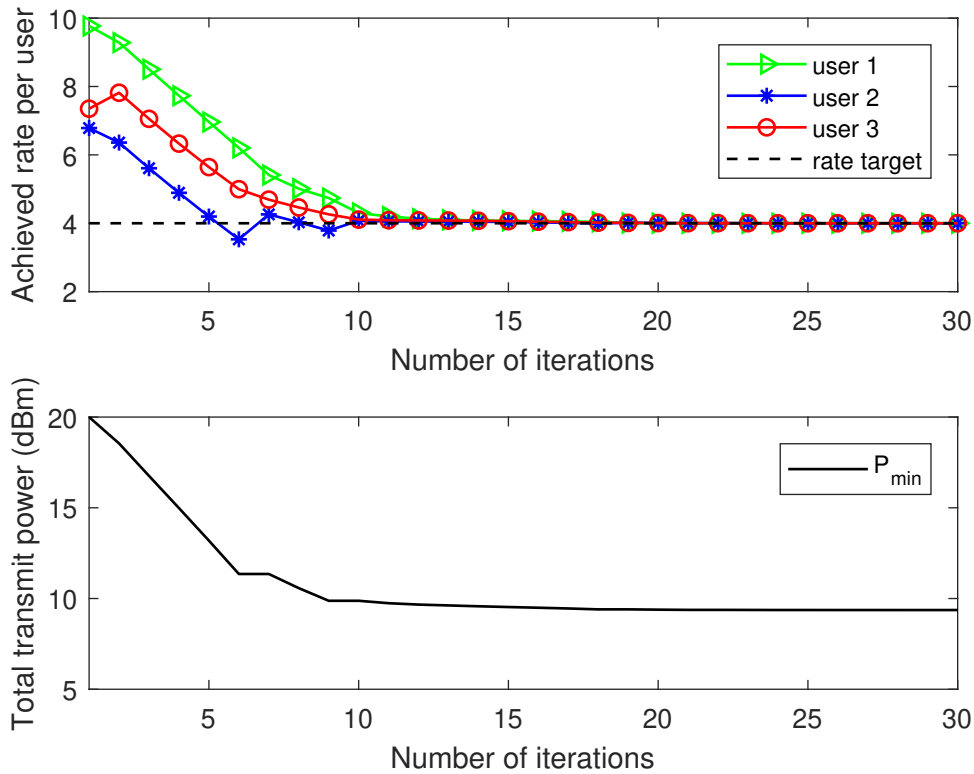 Achieved rate per user
10
8
6
4
2
user 1
user 2
user 3
rate target
5
10
15
20
25
30
Number of iterations
Total transmit power (dBm)
20
15
10
5
P_min
5
10
15
20
25
30
Number of iterations